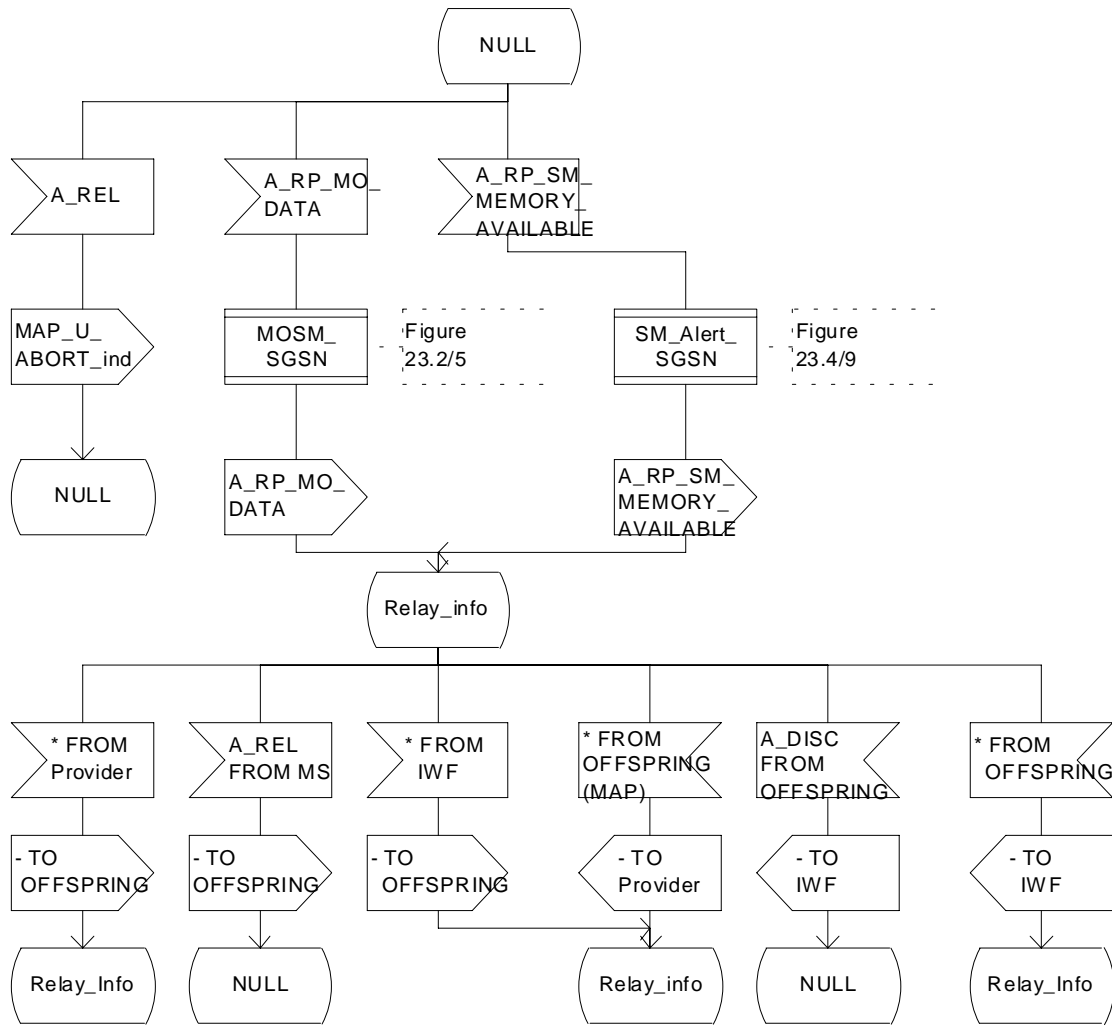 NULL
A_REL
A_RP_MO_
DATA
A_RP_SM_
MEMORY_
AVAILABLE
MAP_U_
ABORT_ind
MOSM_
SGSN
Figure
23.2/5
SM_Alert_
SGSN
Figure
23.4/9
NULL
A_RP_MO_
DATA
A_RP_SM_
MEMORY_
AVAILABLE
Relay_info
* FROM
Provider
A_REL
FROM MS
* FROM
IWF
* FROM
OFFSPRING
(MAP)
A_DISC
FROM
OFFSPRING
* FROM
OFFSPRING
- TO
OFFSPRING
- TO
OFFSPRING
- TO
OFFSPRING
- TO
Provider
- TO
IWF
- TO
IWF
Relay_Info
NULL
Relay_info
NULL
Relay_Info